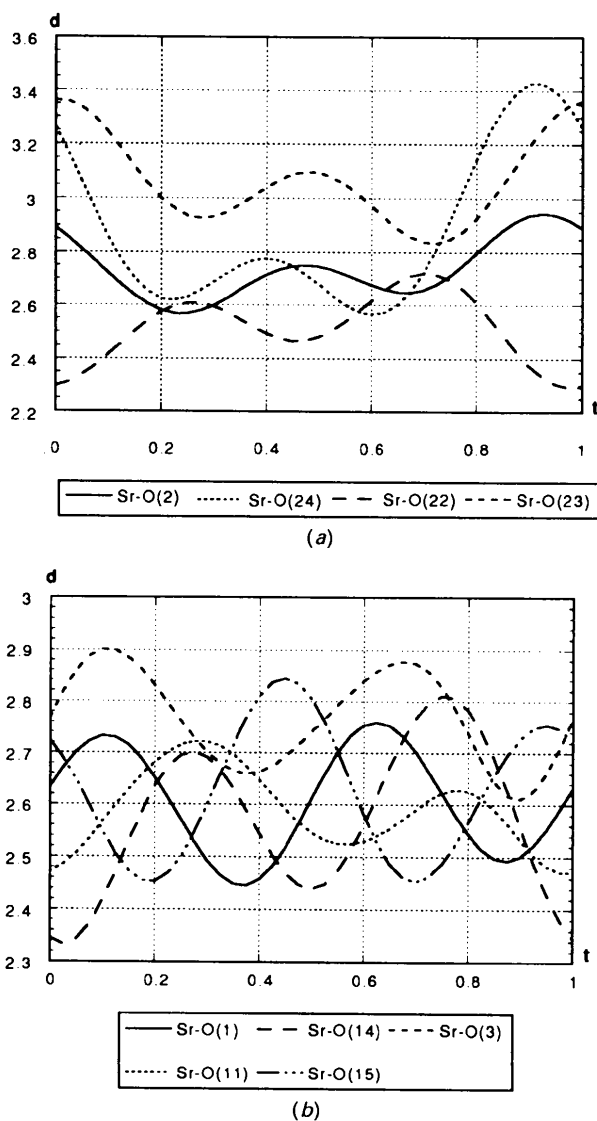 d
3.6
3.4
3.2
3
2.8
2.6
2.4
2.2
t
.0 0.2 0.4 0.6 0.8 1
Sr-O(2) Sr-O(24) Sr-O(22) Sr-O(23)
(a)
d
3
2.9
2.8
2.7
2.6
2.5
2.4
2.3
t
0 0.2 0.4 0.6 0.8 1
Sr-O(1) Sr-O(14) Sr-O(3)
Sr-O(11) Sr-O(15)
(b)